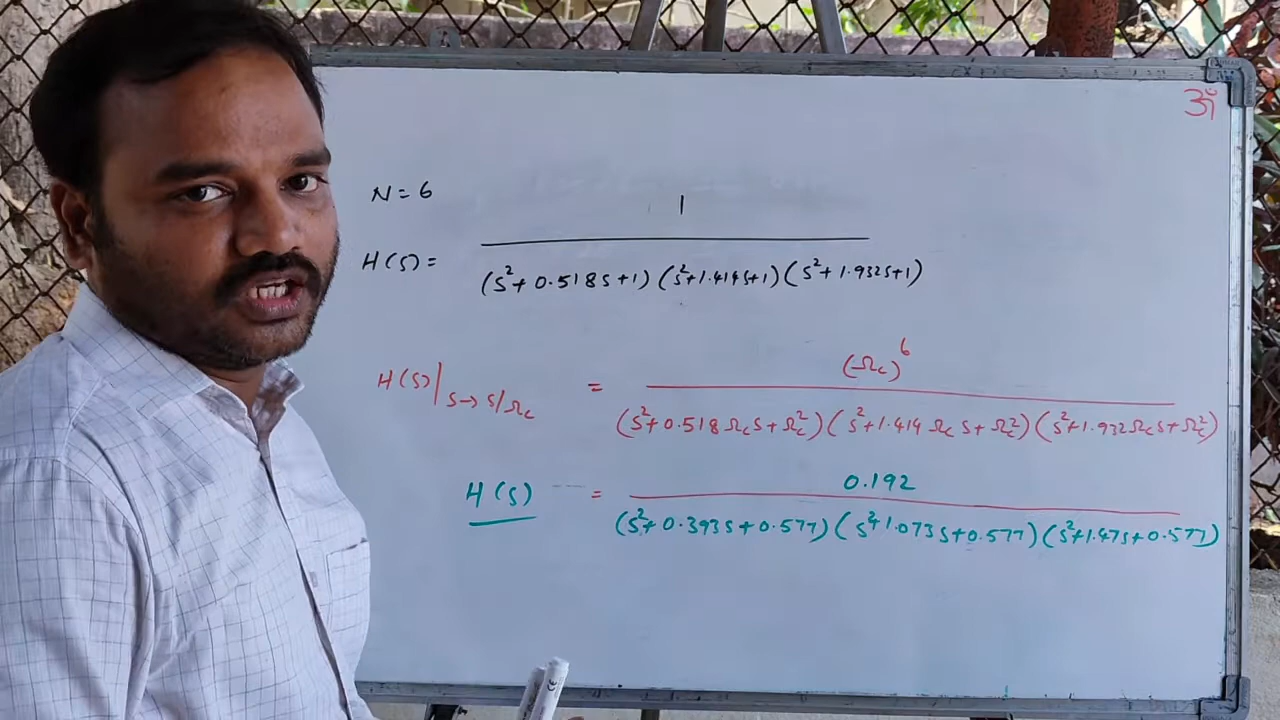 ॐ
N = 6
H(s) = 1 / (s²+0.518s+1) (s²+1.414s+1) (s²+1.932s+1)
H(s)|s→s/Ωc = (Ωc)⁶ / (s²+0.518Ωcs+Ωc²) (s²+1.414Ωcs+Ωc²) (s²+1.932Ωcs+Ωc²)
H(s) = 0.192 / (s²+0.393s+0.577) (s²+1.073s+0.577) (s²+1.47s+0.577)